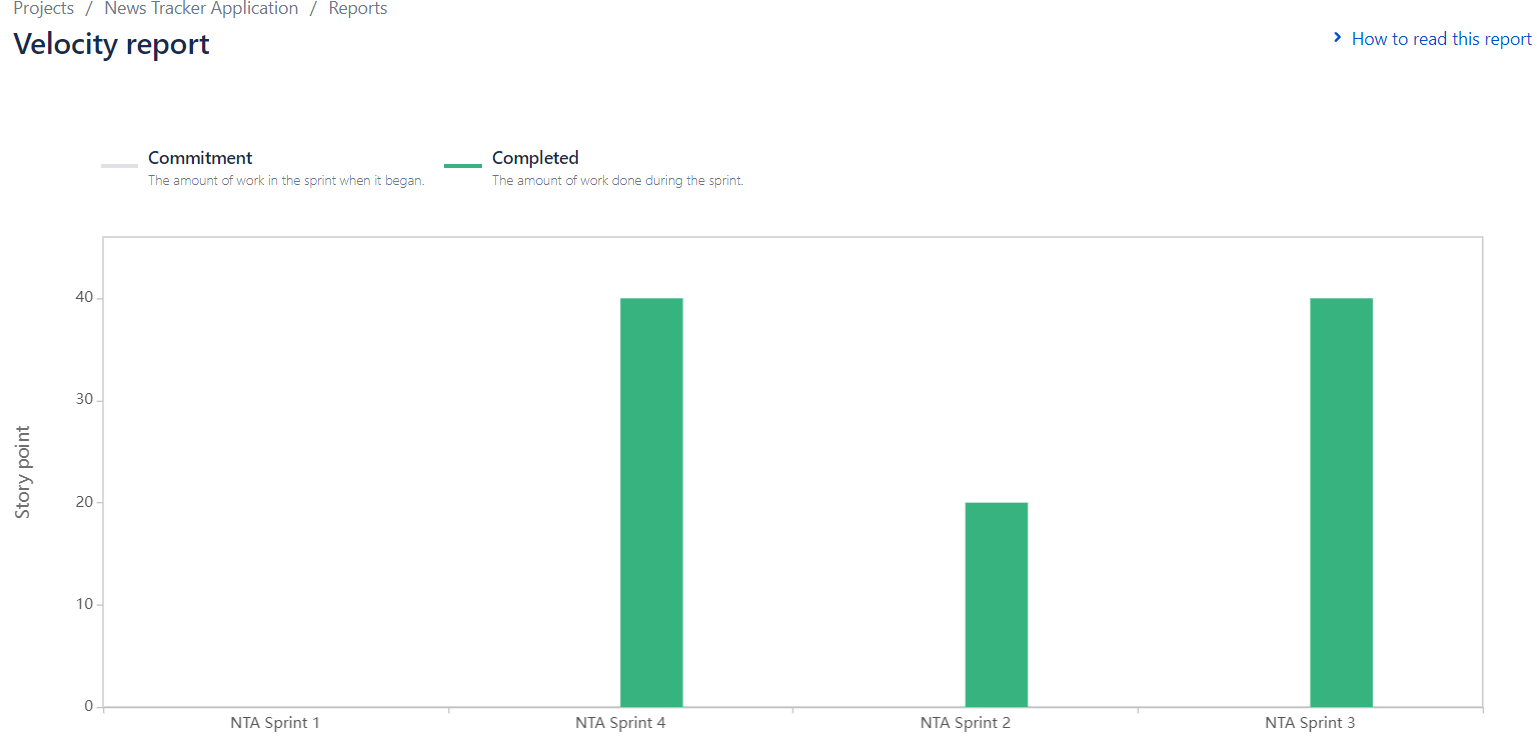 Projects / News Tracker Application / Reports
Velocity report
How to read this report
Commitment
The amount of work in the sprint when it began.
Completed
The amount of work done during the sprint.
Story point
40
30
20
10
0
NTA Sprint 1
NTA Sprint 4
NTA Sprint 2
NTA Sprint 3